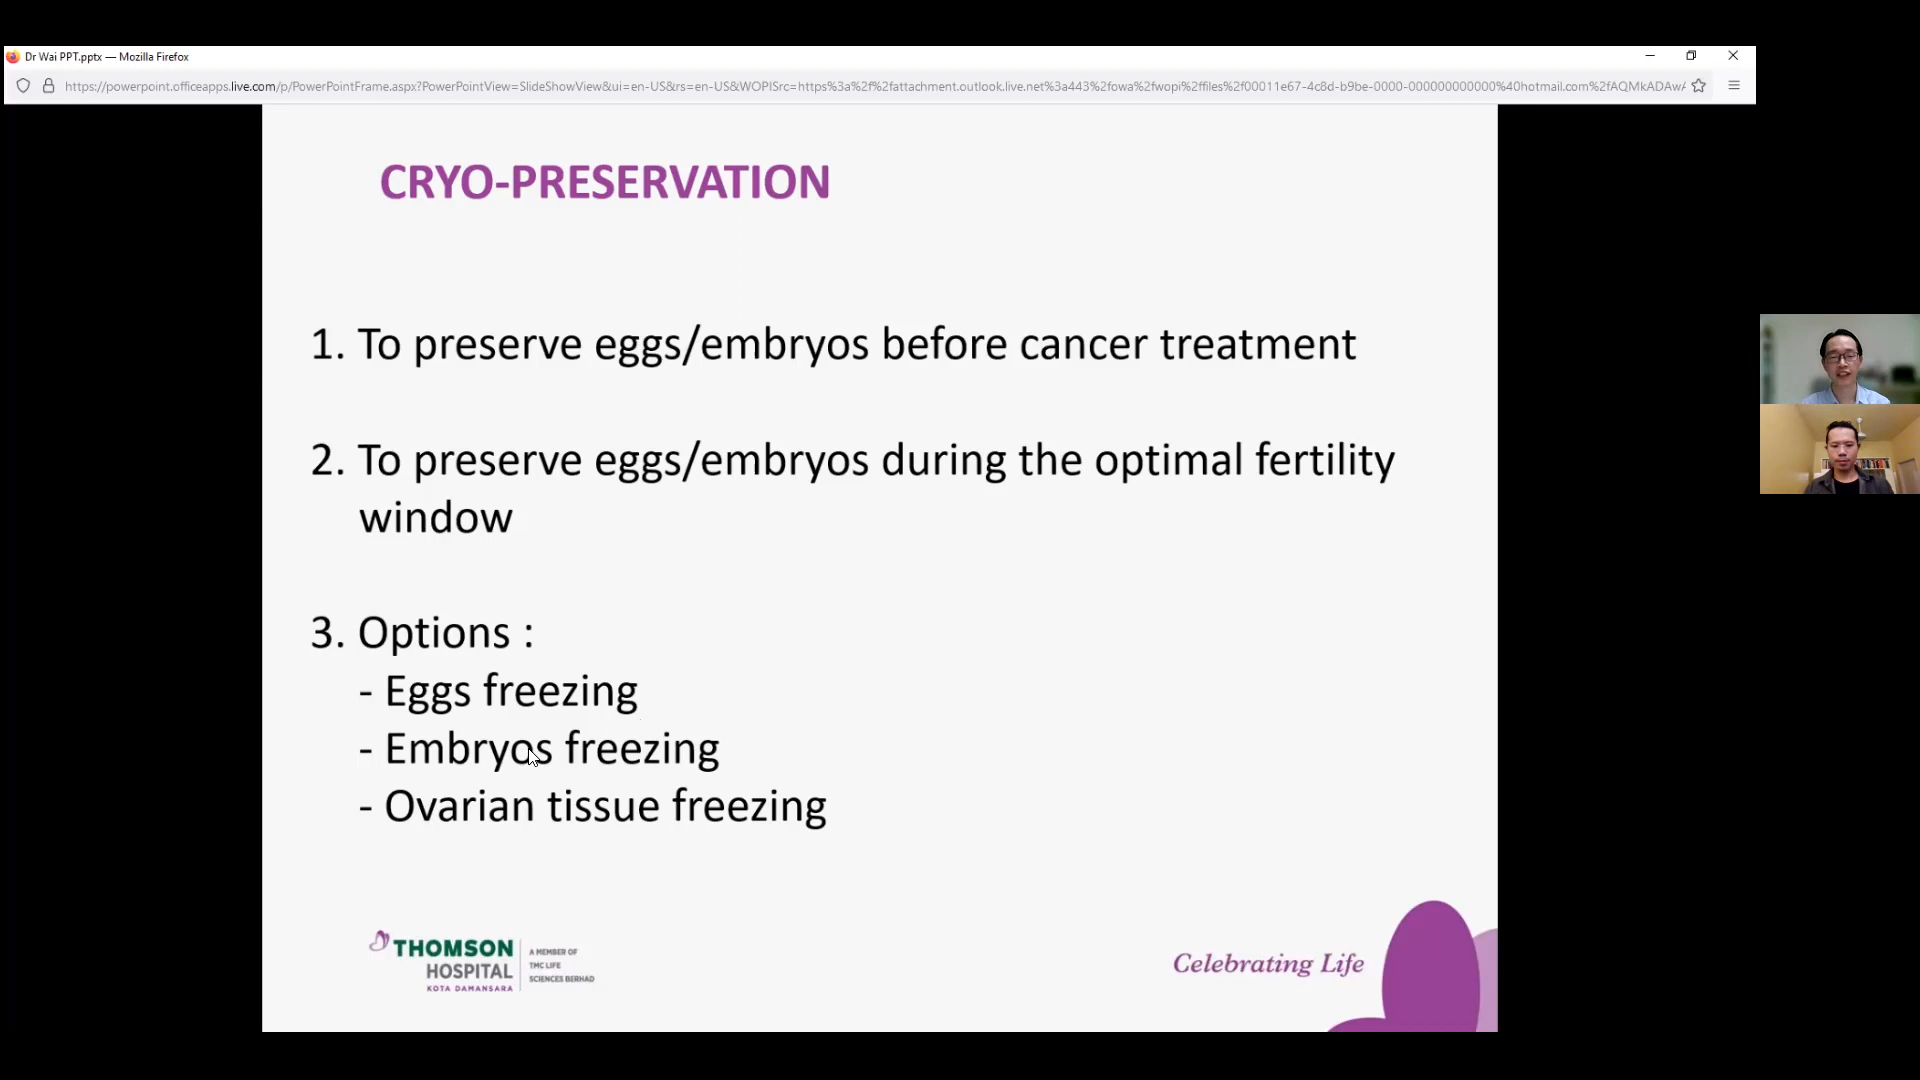 Dr Wai PPT.pptx — Mozilla Firefox
https://powerpoint.officeapps.live.com/p/PowerPointFrame.aspx?PowerPointView=SlideShowView&ui=en-US&rs=en-US&WOPISrc=https%3a%2f%2fattachment.outlook.live.net%3a443%2fowa%2fwopi%2ffiles%2f00011e67-4c8d-b9be-0000-000000000000%40hotmail.com%2fAQMkADAwA
CRYO-PRESERVATION
1. To preserve eggs/embryos before cancer treatment
2. To preserve eggs/embryos during the optimal fertility
window
3. Options :
- Eggs freezing
- Embryos freezing
- Ovarian tissue freezing
THOMSON
HOSPITAL
KOTA DAMANSARA
A MEMBER OF
TMC LIFE
SCIENCES BERHAD
Celebrating Life